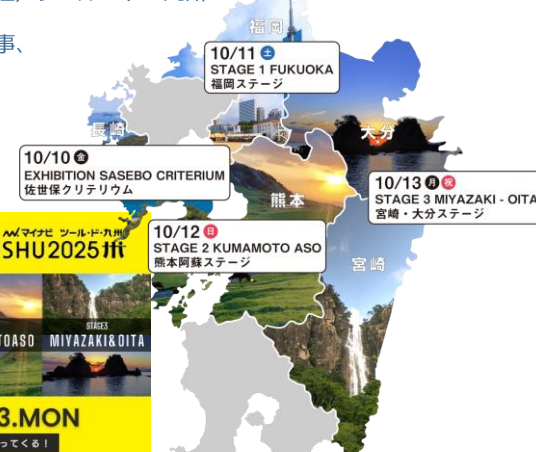 事、
福岡
10/11 土
STAGE 1 FUKUOKA
福岡ステージ
長崎
大分
10/10 金
EXHIBITION SASEBO CRITERIUM
佐世保クリテリウム
10/13 月 祝
STAGE 3 MIYAZAKI - OITA
宮崎・大分ステージ
熊本
10/12 日
STAGE 2 KUMAMOTO ASO
熊本阿蘇ステージ
宮崎
マイナビ ツール・ド・九州
SHU2025
STAGE3
TOASO
MIYAZAKI&OITA
3.MON
ってくる！